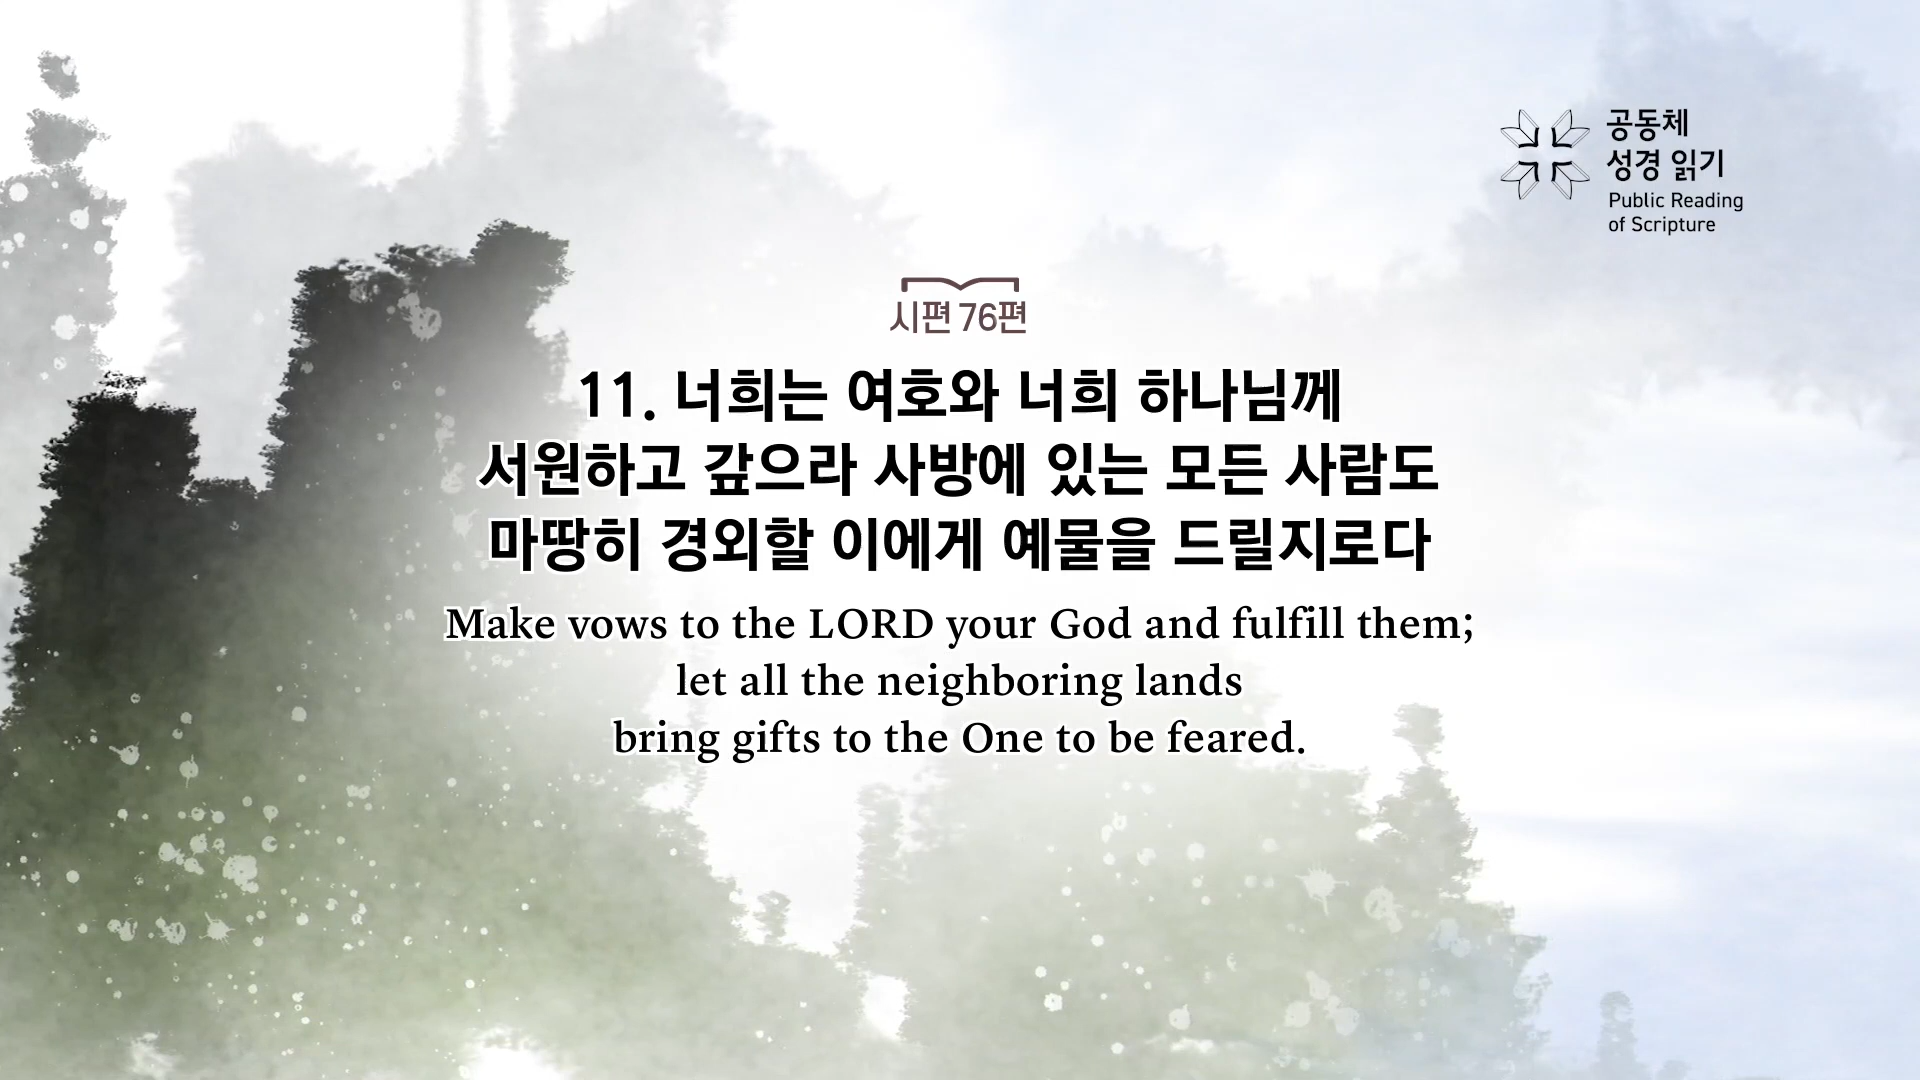 공동체
성경 읽기
Public Reading
of Scripture
시편 76편
11. 너희는 여호와 너희 하나님께
서원하고 갚으라 사방에 있는 모든 사람도
마땅히 경외할 이에게 예물을 드릴지로다
Make vows to the LORD your God and fulfill them;
let all the neighboring lands
bring gifts to the One to be feared.